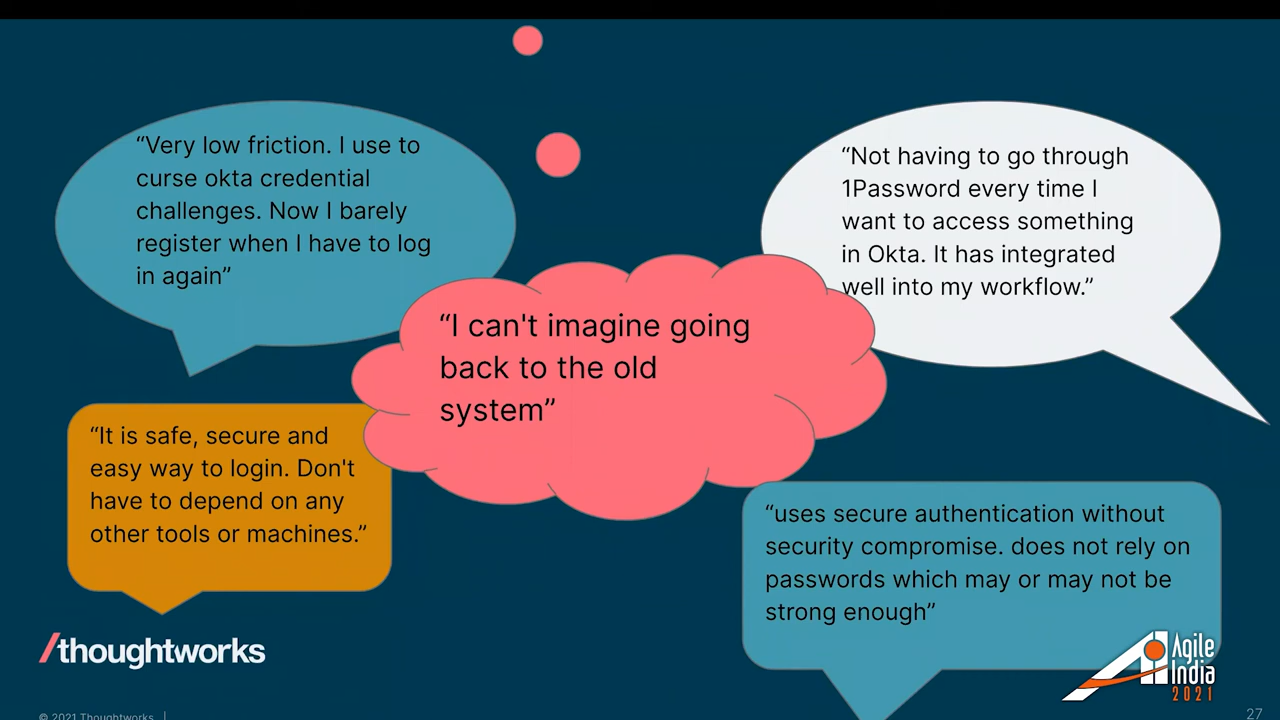 “Very low friction. I use to
curse okta credential
challenges. Now I barely
register when I have to log
in again”
“Not having to go through
1Password every time I
want to access something
in Okta. It has integrated
well into my workflow.”
“I can't imagine going
back to the old
system”
“It is safe, secure and
easy way to login. Don't
have to depend on any
other tools or machines.”
“uses secure authentication without
security compromise. does not rely on
passwords which may or may not be
strong enough”
/thoughtworks
Agile
India
2021
© 2021 Thoughtworks |
27